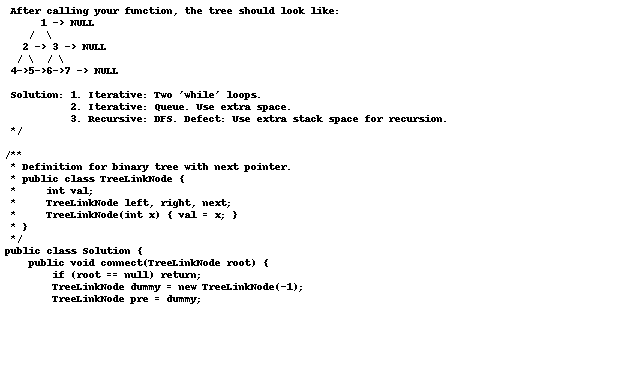 After calling your function, the tree should look like:
      1 -> NULL
    /  \
   2 -> 3 -> NULL
  / \  / \
 4->5->6->7 -> NULL

 Solution: 1. Iterative: Two 'while' loops.
           2. Iterative: Queue. Use extra space.
           3. Recursive: DFS. Defect: Use extra stack space for recursion.
 */

/**
 * Definition for binary tree with next pointer.
 * public class TreeLinkNode {
 *     int val;
 *     TreeLinkNode left, right, next;
 *     TreeLinkNode(int x) { val = x; }
 * }
 */
public class Solution {
    public void connect(TreeLinkNode root) {
        if (root == null) return;
        TreeLinkNode dummy = new TreeLinkNode(-1);
        TreeLinkNode pre = dummy;